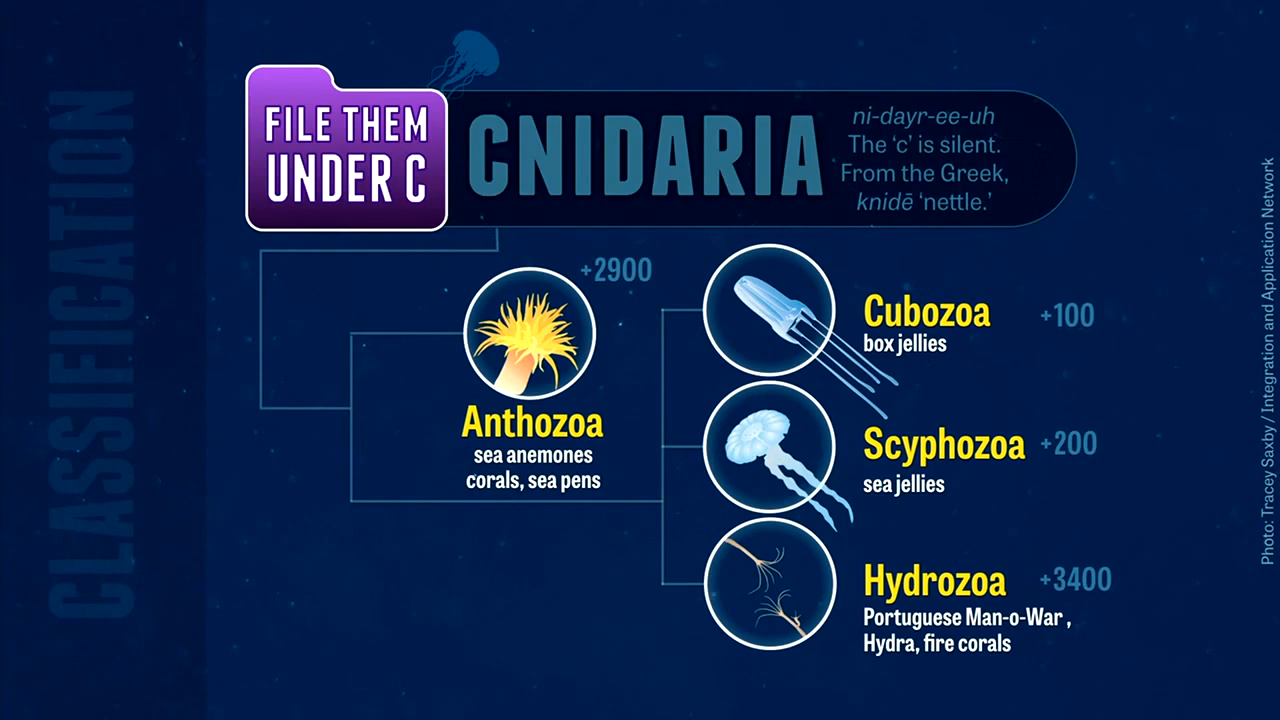 CLASSIFICATION
FILE THEM
UNDER C
CNIDARIA
ni-dayr-ee-uh
The ‘c’ is silent.
From the Greek,
knidē ‘nettle.’
+2900
Anthozoa
sea anemones
corals, sea pens
Cubozoa +100
box jellies
Scyphozoa +200
sea jellies
Hydrozoa +3400
Portuguese Man-o-War ,
Hydra, fire corals
Photo: Tracey Saxby / Integration and Application Network